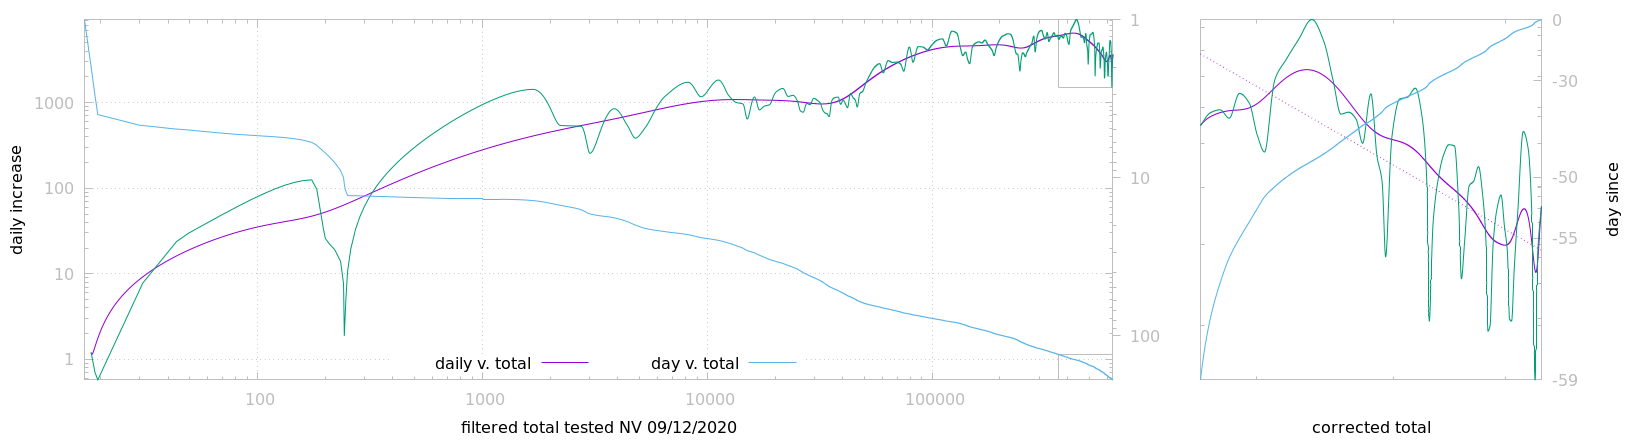 daily increase
1000
100
10
1
100
1000
10000
100000
filtered total tested NV 09/12/2020
daily v. total
day v. total
1
10
100
corrected total
0
-30
-50
-55
-59
day since